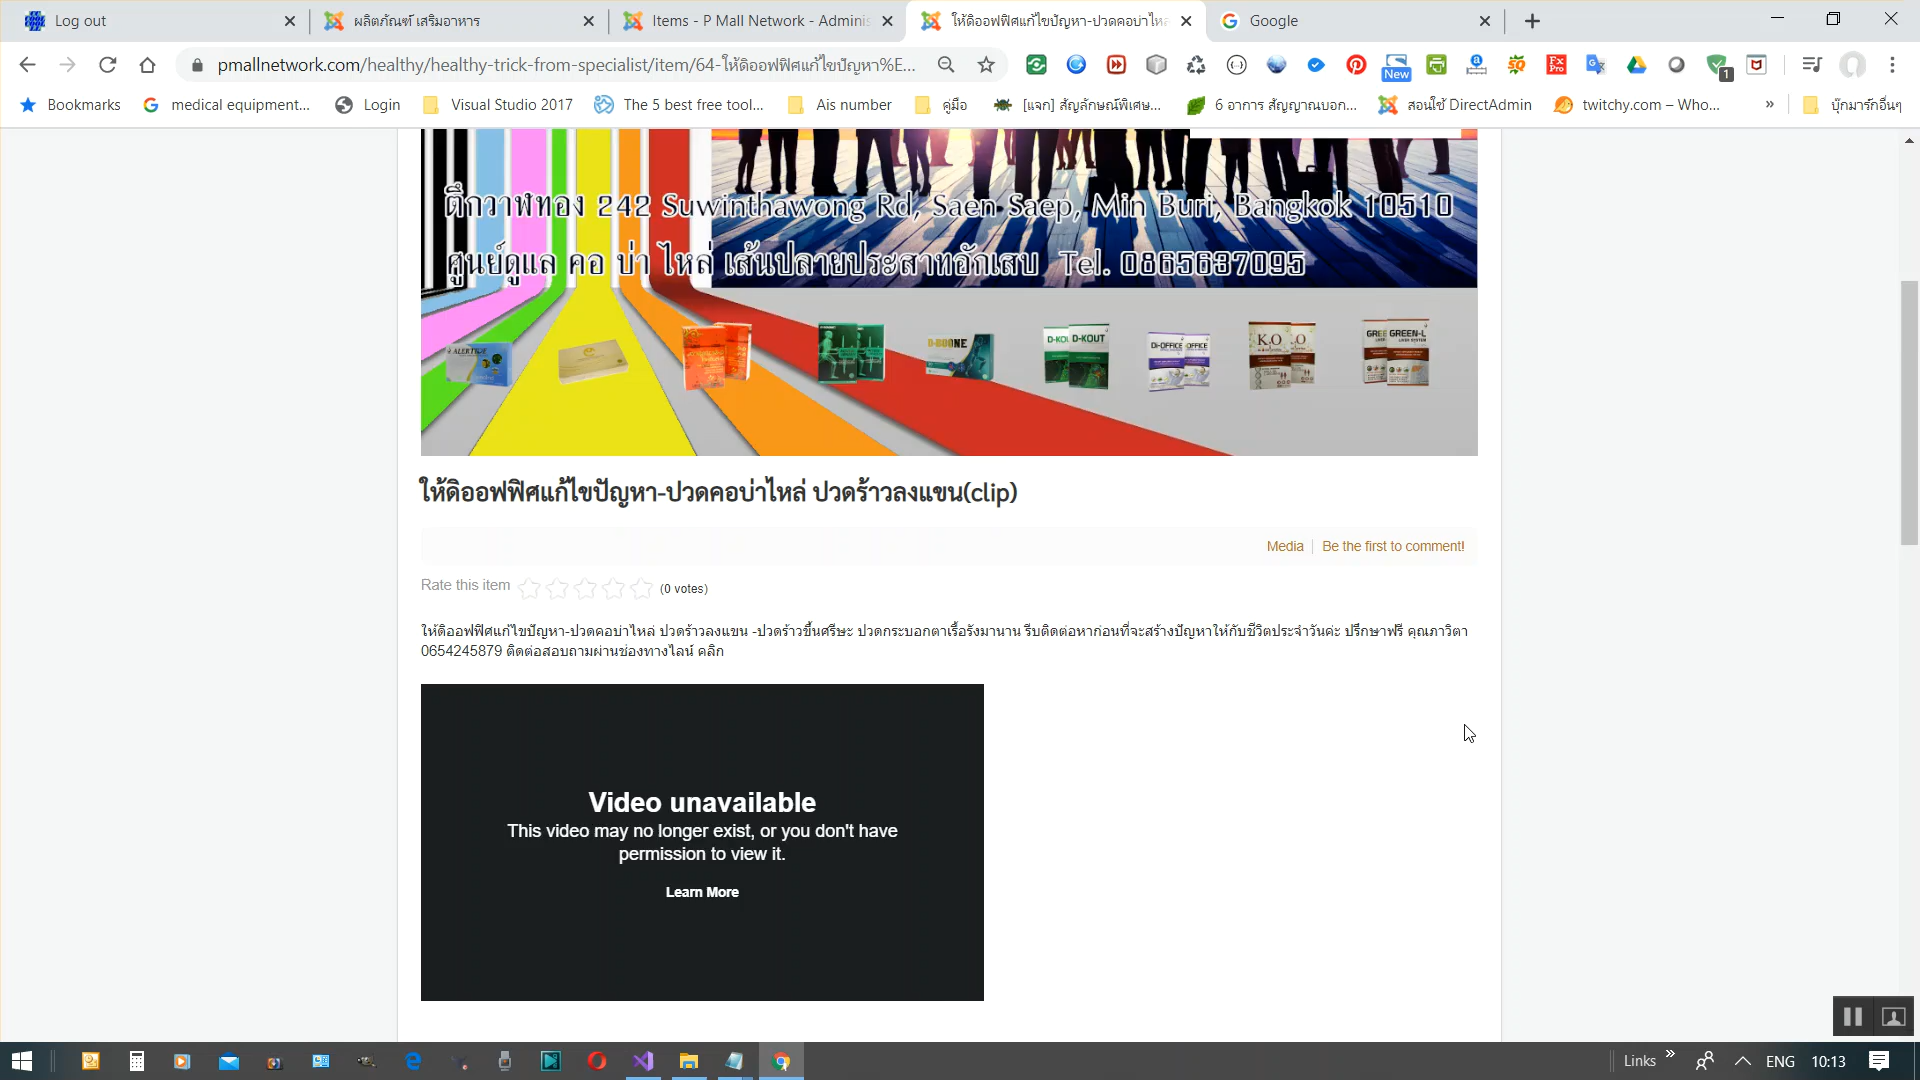 Log out
ผลิตภัณฑ์ เสริมอาหาร
Items - P Mall Network - Adminis
ให้ดิออฟฟิศแก้ไขปัญหา-ปวดคอบ่าไหล
Google
pmallnetwork.com/healthy/healthy-trick-from-specialist/item/64-ให้ดิออฟฟิศแก้ไขปัญหา%E...
New
1
Bookmarks
medical equipment...
Login
Visual Studio 2017
The 5 best free tool...
Ais number
คู่มือ
[แจก] สัญลักษณ์พิเศษ...
6 อาการ สัญญาณบอก...
สอนใช้ DirectAdmin
twitchy.com – Who...
»
บุ๊กมาร์กอื่นๆ
ตึกวาฬทอง 242 Suwinthawong Rd, Saen Saep, Min Buri, Bangkok 10510
ศูนย์ดูแล คอ บ่า ไหล่ เส้นปลายประสาทอักเสบ Tel. 0865637095
ALERTIDE
D-BOONE
D-KOUT
Di-OFFICE
K.O
GREEN-L
ให้ดิออฟฟิศแก้ไขปัญหา-ปวดคอบ่าไหล่ ปวดร้าวลงแขน(clip)
Media
Be the first to comment!
Rate this item
(0 votes)
ให้ดิออฟฟิศแก้ไขปัญหา-ปวดคอบ่าไหล่ ปวดร้าวลงแขน -ปวดร้าวขึ้นศรีษะ ปวดกระบอกตาเรื้อรังมานาน รีบติดต่อหาก่อนที่จะสร้างปัญหาให้กับชีวิตประจำวันค่ะ ปรึกษาฟรี คุณภาวิตา
0654245879 ติดต่อสอบถามผ่านช่องทางไลน์ คลิก
Video unavailable
This video may no longer exist, or you don't have
permission to view it.
Learn More
Links
»
ENG
10:13